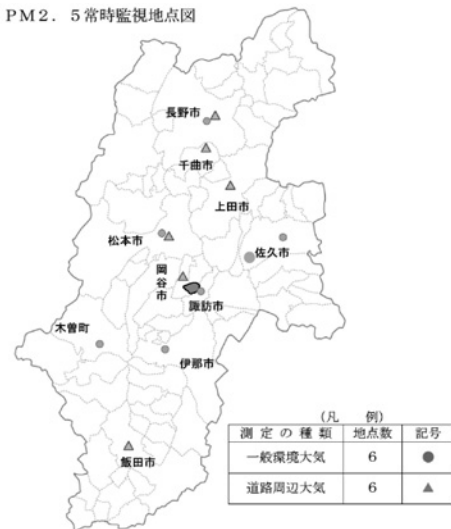 PM2．5常時監視地点図
長野市
千曲市
上田市
松本市
佐久市
岡谷市
諏訪市
木曽町
伊那市
飯田市
（凡　例）
測定の種類 地点数 記号
一般環境大気 6 ●
道路周辺大気 6 ▲